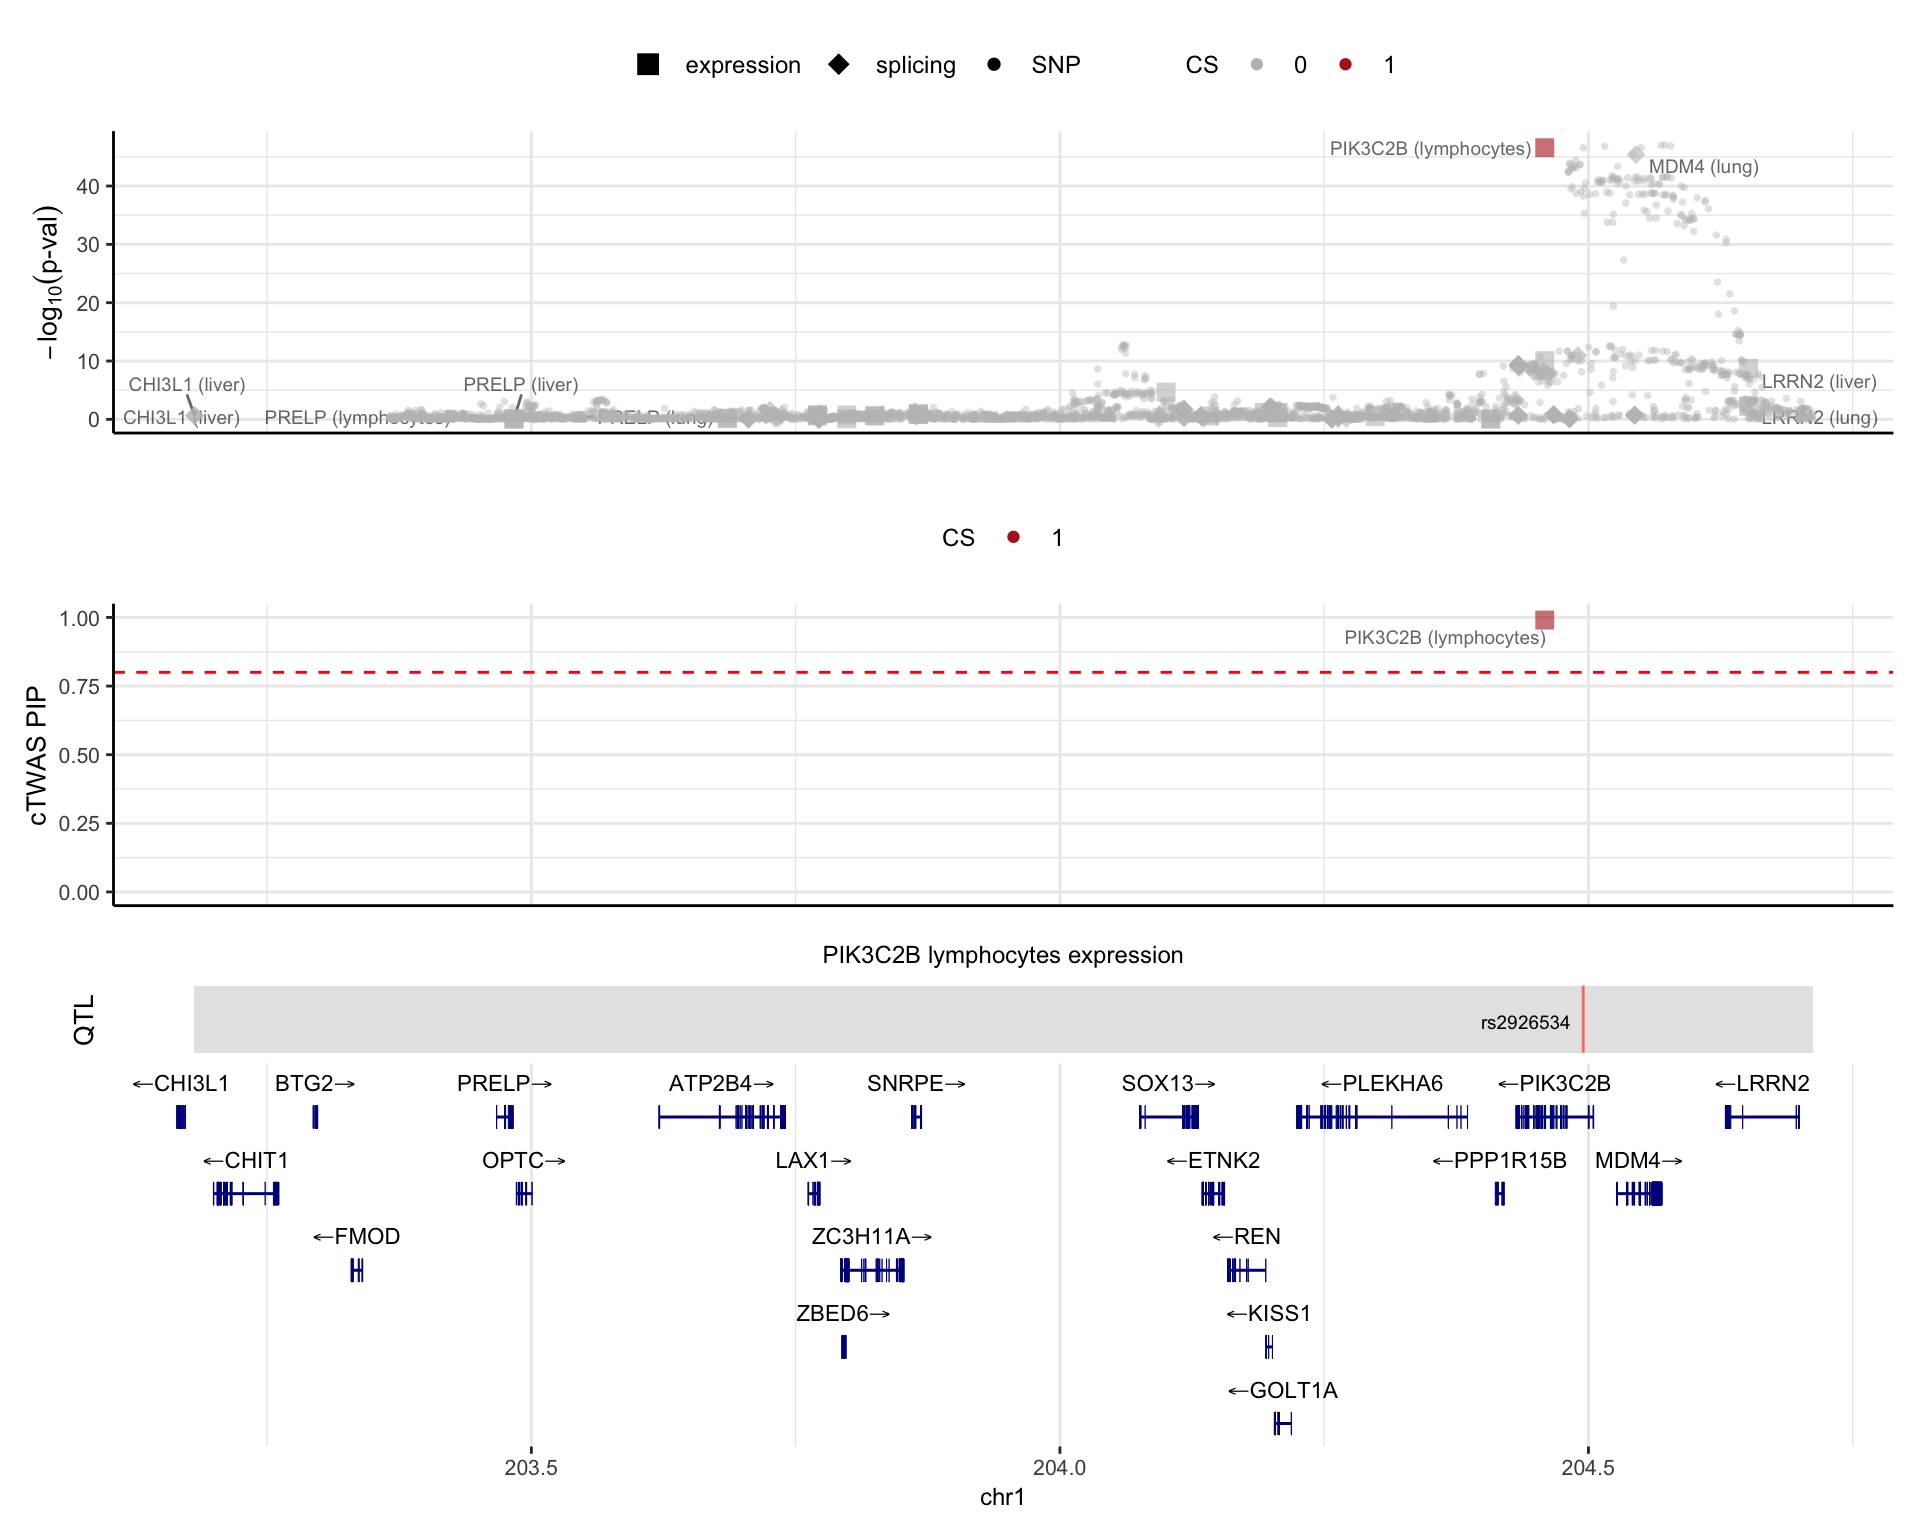 expression splicing SNP CS 0 1
−log10(p-val)
40
30
20
10
0
PIK3C2B (lymphocytes)
MDM4 (lung)
CHI3L1 (liver)
PRELP (liver)
LRRN2 (liver)
CHI3L1 (liver)
PRELP (lymphocytes)
PRELP (lung)
LRRN2 (lung)
CS 1
cTWAS PIP
1.00
0.75
0.50
0.25
0.00
PIK3C2B (lymphocytes)
PIK3C2B lymphocytes expression
QTL
rs2926534
←CHI3L1 BTG2→ PRELP→ ATP2B4→ SNRPE→ SOX13→ ←PLEKHA6 ←PIK3C2B ←LRRN2
←CHIT1 OPTC→ LAX1→ ←ETNK2 ←PPP1R15B MDM4→
←FMOD ZC3H11A→ ←REN
ZBED6→ ←KISS1
←GOLT1A
203.5 204.0 204.5
chr1